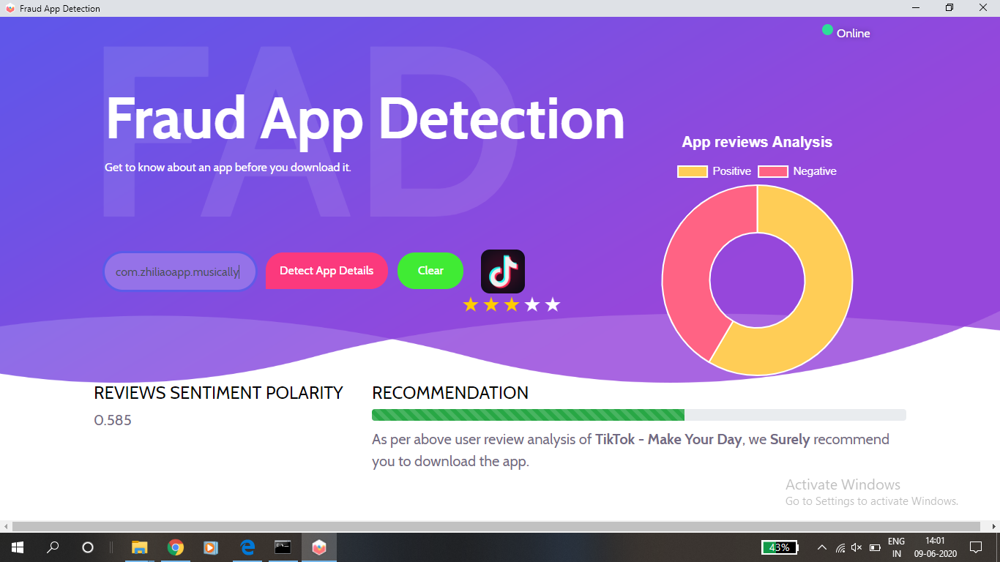 Fraud App Detection
Online
FAD
Fraud App Detection
Get to know about an app before you download it.
App reviews Analysis
Positive Negative
com.zhiliaoapp.musically
Detect App Details
Clear
REVIEWS SENTIMENT POLARITY
0.585
RECOMMENDATION
As per above user review analysis of TikTok - Make Your Day, we Surely recommend
you to download the app.
Activate Windows
Go to Settings to activate Windows.
43%
ENG
IN
14:01
09-06-2020